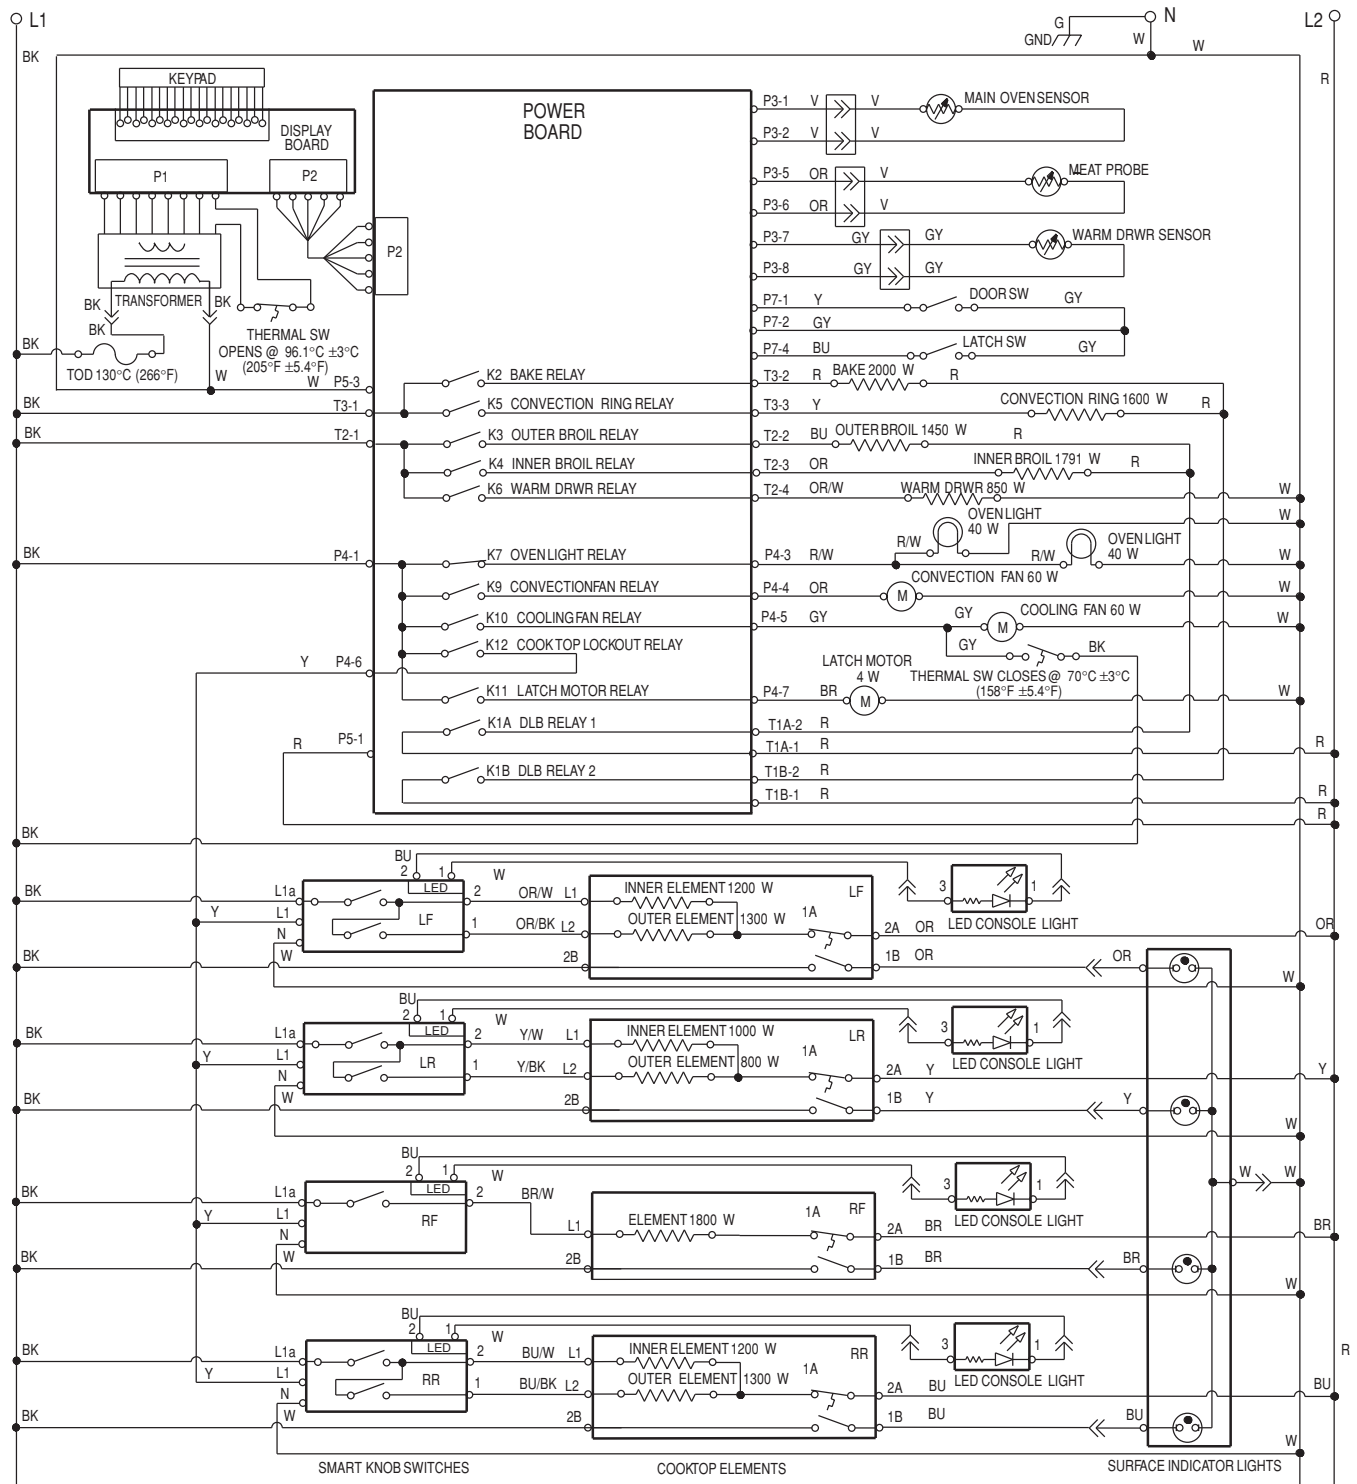 L1
G
N
L2
GND
W
W
BK
R
KEYPAD
DISPLAY
BOARD
P1
P2
POWER
BOARD
P2
P3-1 V V MAIN OVEN SENSOR
P3-2 V V
P3-5 OR V MEAT PROBE
P3-6 OR V
P3-7 GY GY WARM DRWR SENSOR
P3-8 GY GY
P7-1 Y DOOR SW GY
P7-2 GY
P7-4 BU LATCH SW GY
BK TRANSFORMER BK
BK
THERMAL SW
OPENS @ 96.1°C ±3°C
(205°F ±5.4°F)
BK
TOD 130°C (266°F)
W
W P5-3
K2 BAKE RELAY T3-2 R BAKE 2000 W R
BK T3-1 K5 CONVECTION RING RELAY T3-3 Y CONVECTION RING 1600 W R
BK T2-1 K3 OUTER BROIL RELAY T2-2 BU OUTER BROIL 1450 W R
K4 INNER BROIL RELAY T2-3 OR INNER BROIL 1791 W R
K6 WARM DRWR RELAY T2-4 OR/W WARM DRWR 850 W W
OVEN LIGHT
40 W
W
R/W
BK P4-1 K7 OVEN LIGHT RELAY P4-3 R/W R/W OVEN LIGHT
40 W
W
K9 CONVECTION FAN RELAY P4-4 OR CONVECTION FAN 60 W M W
K10 COOLING FAN RELAY P4-5 GY GY COOLING FAN 60 W M W
K12 COOKTOP LOCKOUT RELAY GY BK
Y P4-6
THERMAL SW CLOSES @ 70°C ±3°C
(158°F ±5.4°F)
LATCH MOTOR
4 W
K11 LATCH MOTOR RELAY P4-7 BR M W
K1A DLB RELAY 1 T1A-2 R
R P5-1 T1A-1 R R
K1B DLB RELAY 2 T1B-2 R
T1B-1 R R
R
BK
BU
2 1 W
BK L1a LED 2 OR/W L1 INNER ELEMENT 1200 W LF 3 1
Y L1 LF 1 OR/BK L2 OUTER ELEMENT 1300 W 1A 2A OR LED CONSOLE LIGHT OR
N
BK W 2B 1B OR OR W
BU
2 1 W
BK L1a LED 2 Y/W L1 INNER ELEMENT 1000 W LR 3 1
Y L1 LR 1 Y/BK L2 OUTER ELEMENT 800 W 1A 2A Y LED CONSOLE LIGHT Y
N
BK W 2B 1B Y Y W
BU
2 1 W
W W
BK L1a LED 2 BR/W 3 1
Y L1 RF L1 ELEMENT 1800 W 1A RF 2A BR LED CONSOLE LIGHT BR
N
BK W 2B 1B BR BR W
BU
2 1 W
BK L1a LED 2 BU/W L1 INNER ELEMENT 1200 W RR 3 1 R
Y L1 RR 1 BU/BK L2 OUTER ELEMENT 1300 W 1A 2A BU LED CONSOLE LIGHT BU
N
BK W 2B 1B BU BU W
SMART KNOB SWITCHES
COOKTOP ELEMENTS
SURFACE INDICATOR LIGHTS